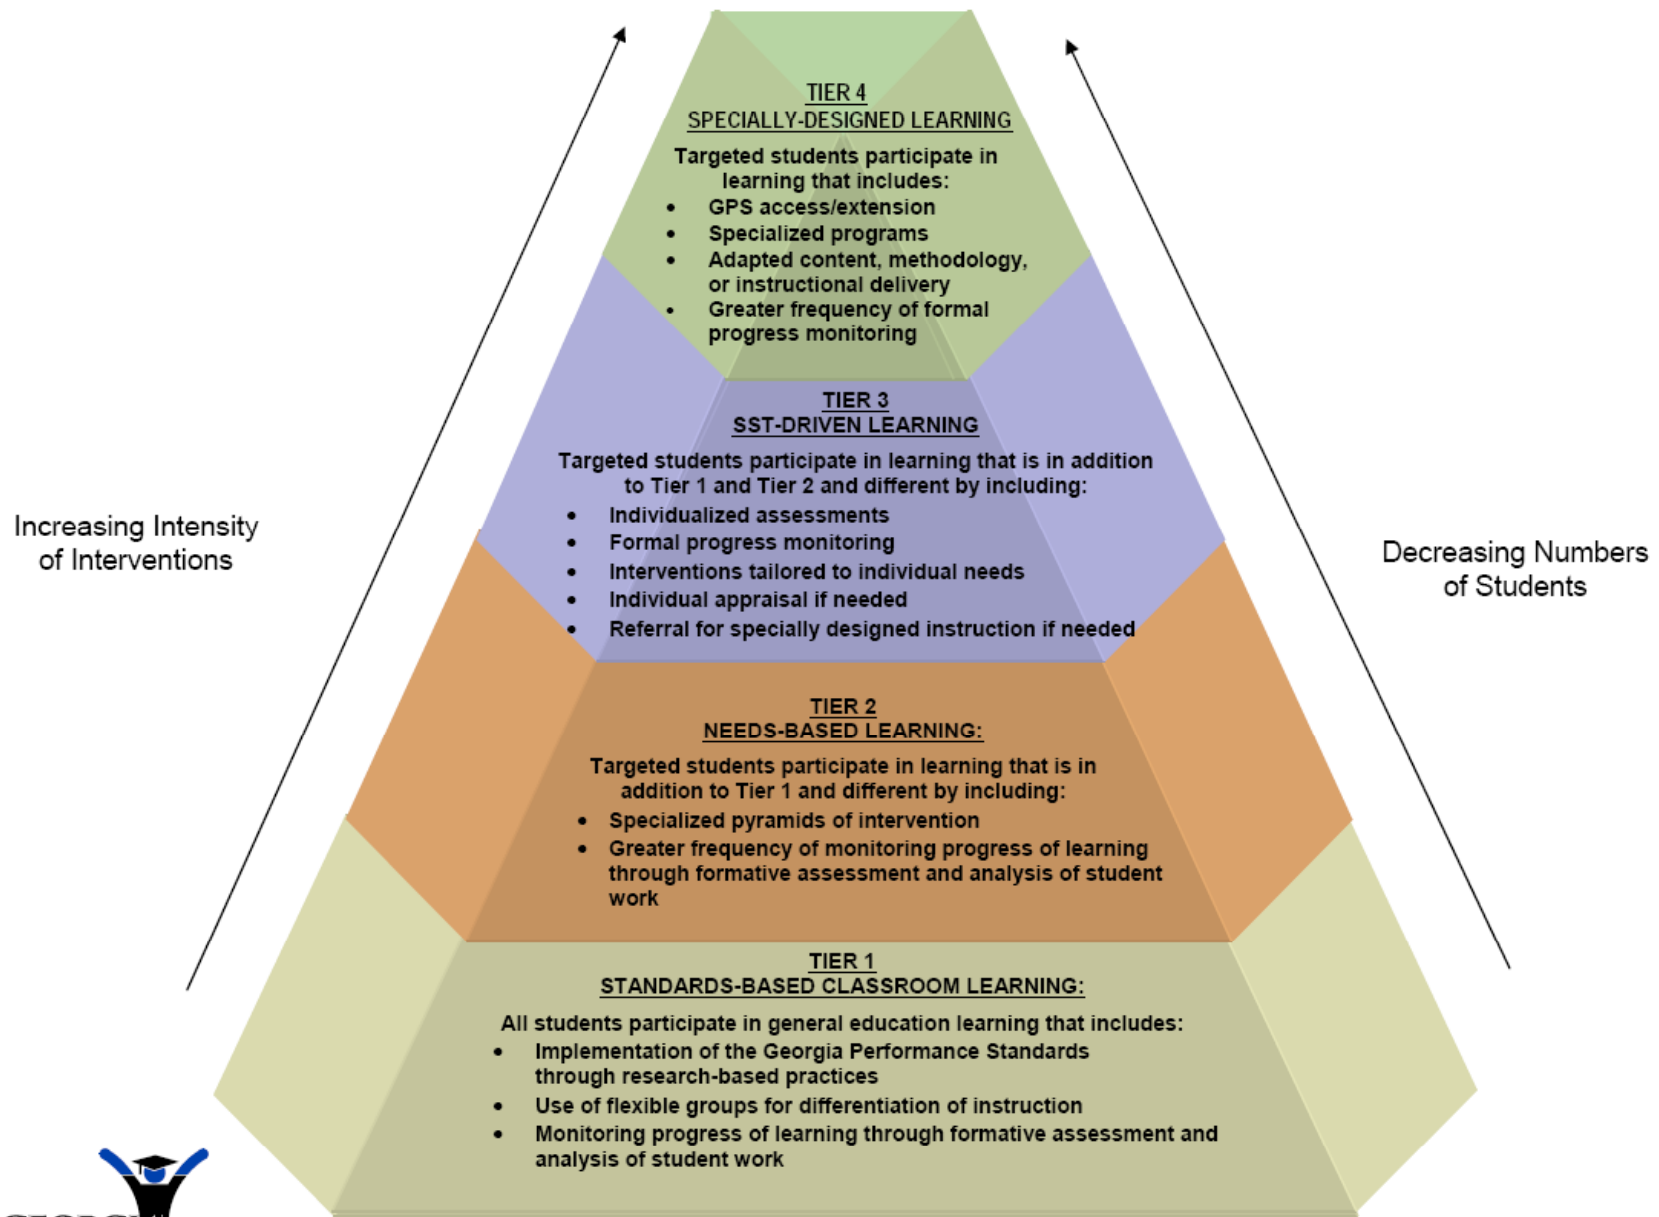 TIER 4
SPECIALLY-DESIGNED LEARNING
Targeted students participate in
learning that includes:
• GPS access/extension
• Specialized programs
• Adapted content, methodology,
or instructional delivery
• Greater frequency of formal
progress monitoring
TIER 3
SST-DRIVEN LEARNING
Targeted students participate in learning that is in addition
to Tier 1 and Tier 2 and different by including:
• Individualized assessments
• Formal progress monitoring
• Interventions tailored to individual needs
• Individual appraisal if needed
• Referral for specially designed instruction if needed
Increasing Intensity
of Interventions
Decreasing Numbers
of Students
TIER 2
NEEDS-BASED LEARNING:
Targeted students participate in learning that is in
addition to Tier 1 and different by including:
• Specialized pyramids of intervention
• Greater frequency of monitoring progress of learning
through formative assessment and analysis of student
work
TIER 1
STANDARDS-BASED CLASSROOM LEARNING:
All students participate in general education learning that includes:
• Implementation of the Georgia Performance Standards
through research-based practices
• Use of flexible groups for differentiation of instruction
• Monitoring progress of learning through formative assessment and
analysis of student work